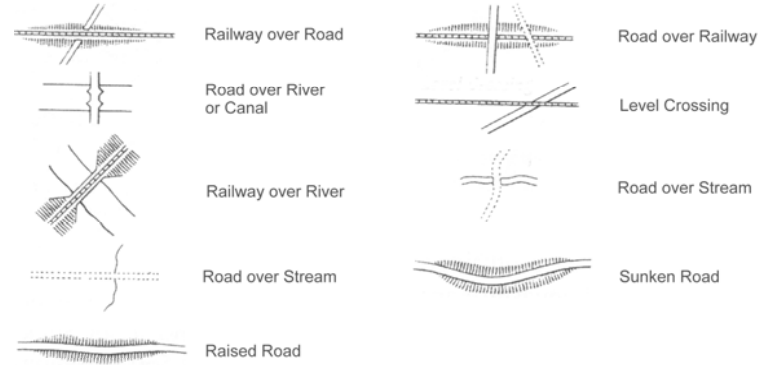 Railway over Road
Road over River
or Canal
Railway over River
Road over Stream
Raised Road
Road over Railway
Level Crossing
Road over Stream
Sunken Road